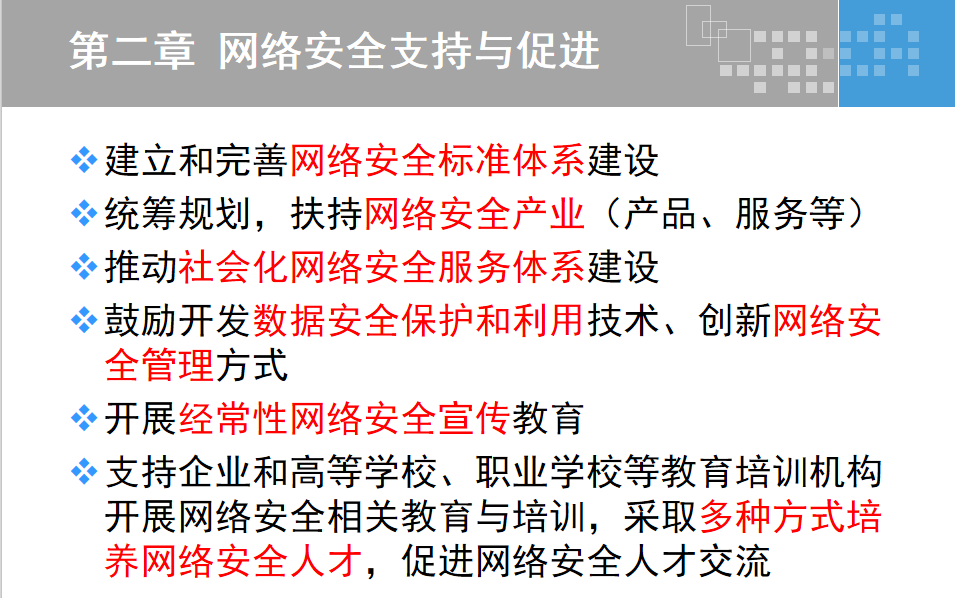 第二章 网络安全支持与促进
建立和完善网络安全标准体系建设
统筹规划，扶持网络安全产业（产品、服务等）
推动社会化网络安全服务体系建设
鼓励开发数据安全保护和利用技术、创新网络安
全管理方式
开展经常性网络安全宣传教育
支持企业和高等学校、职业学校等教育培训机构
开展网络安全相关教育与培训，采取多种方式培
养网络安全人才，促进网络安全人才交流